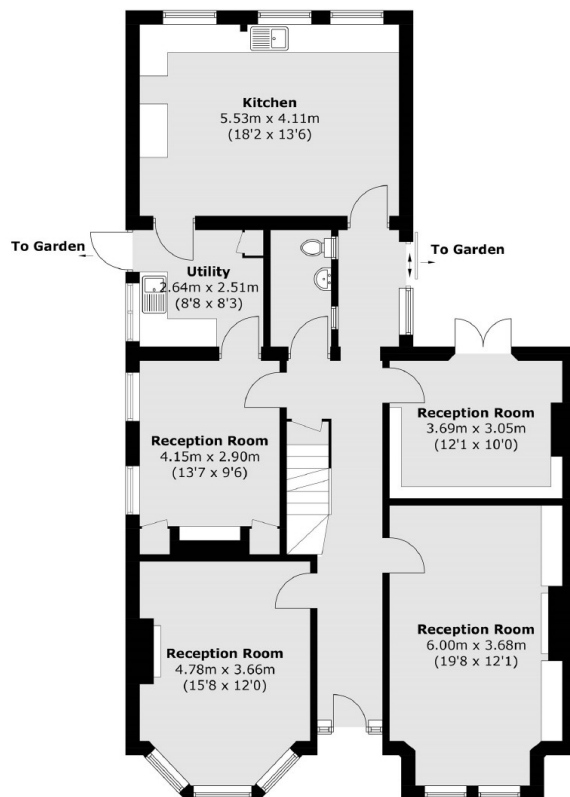 Kitchen
5.53m x 4.11m
(18'2 x 13'6)
To Garden
To Garden
Utility
2.64m x 2.51m
(8'8 x 8'3)
Reception Room
3.69m x 3.05m
(12'1 x 10'0)
Reception Room
4.15m x 2.90m
(13'7 x 9'6)
Reception Room
6.00m x 3.68m
(19'8 x 12'1)
Reception Room
4.78m x 3.66m
(15'8 x 12'0)